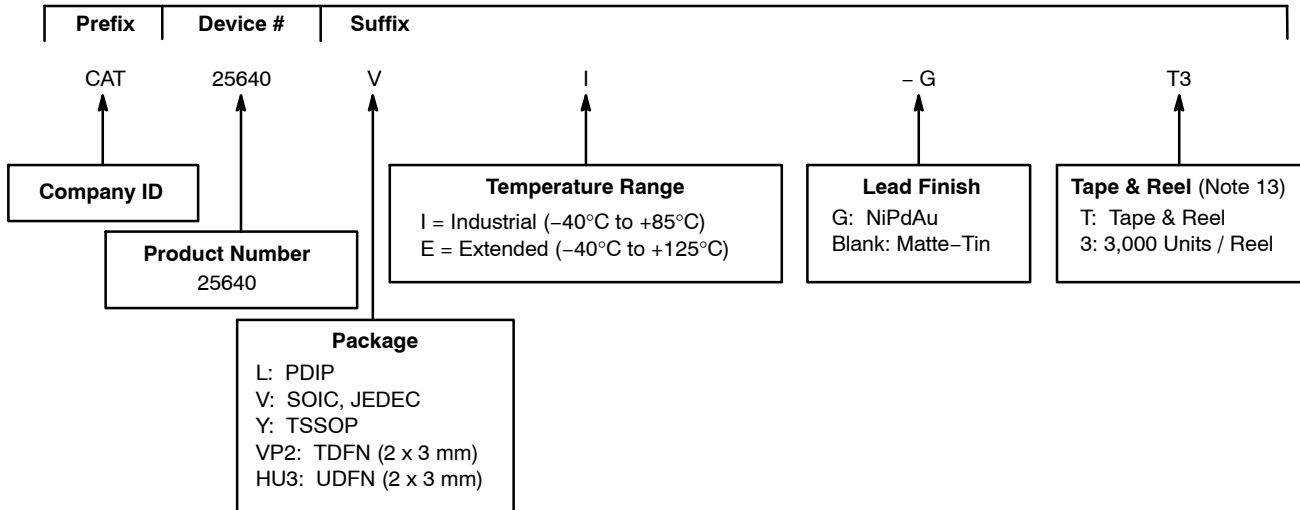 Prefix Device # Suffix
CAT 25640 V I – G T3
Company ID
Product Number
25640
Package
L: PDIP
V: SOIC, JEDEC
Y: TSSOP
VP2: TDFN (2 x 3 mm)
HU3: UDFN (2 x 3 mm)
Temperature Range
I = Industrial (−40°C to +85°C)
E = Extended (−40°C to +125°C)
Lead Finish
G: NiPdAu
Blank: Matte−Tin
Tape & Reel (Note 13)
T: Tape & Reel
3: 3,000 Units / Reel